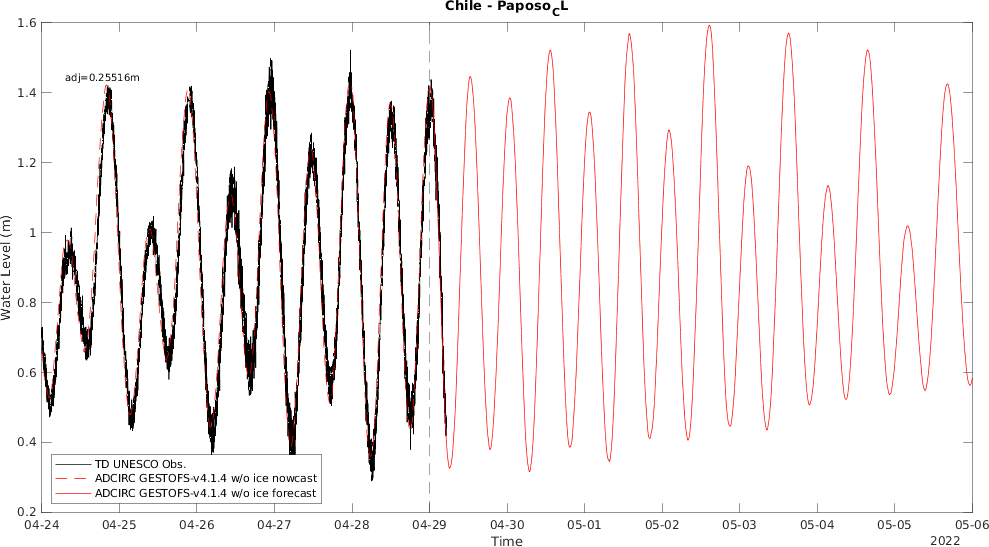 Chile - PaposoCL
adj=0.25516m
Water Level (m)
1.6
1.4
1.2
1
0.8
0.6
0.4
0.2
TD UNESCO Obs.
ADCIRC GESTOFS-v4.1.4 w/o ice nowcast
ADCIRC GESTOFS-v4.1.4 w/o ice forecast
04-24 04-25 04-26 04-27 04-28 04-29 04-30 05-01 05-02 05-03 05-04 05-05 05-06
Time
2022